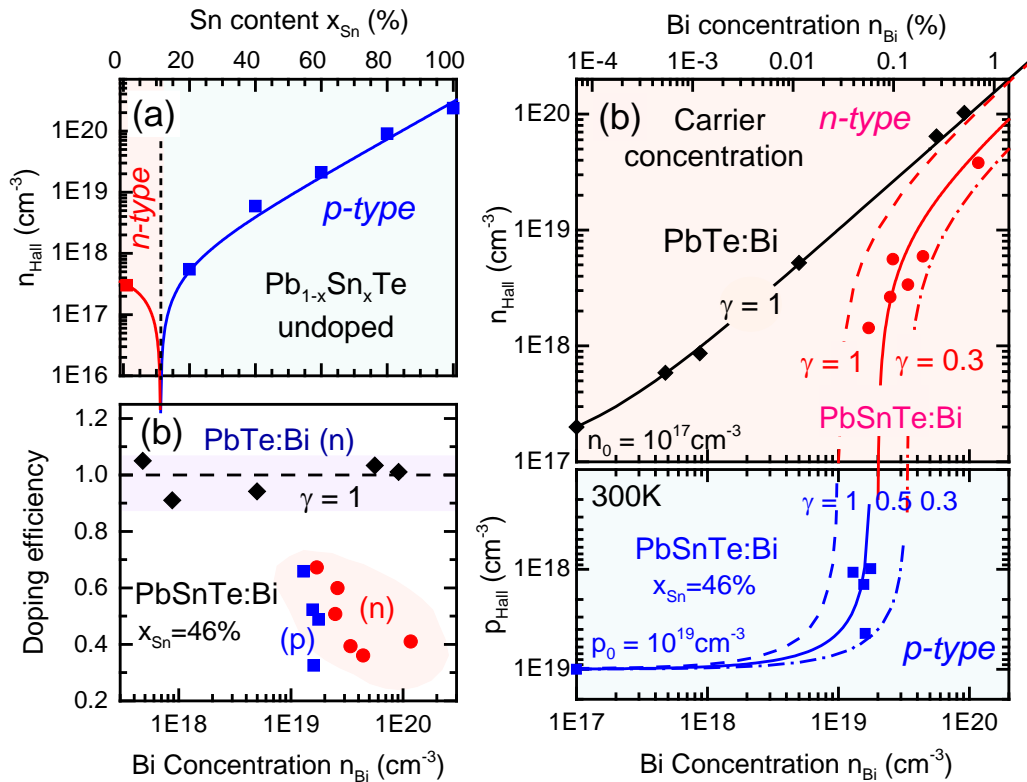 Sn content x_Sn (%)
0 20 40 60 80 100
(a)
n-type
p-type
Pb_{1-x}Sn_xTe
undoped
1E20
1E19
1E18
1E17
1E16
n_Hall (cm^-3)
(b)
PbTe:Bi (n)
γ = 1
PbSnTe:Bi
x_Sn=46%
(n)
(p)
1.2
1.0
0.8
0.6
0.4
0.2
Doping efficiency
1E18 1E19 1E20
Bi Concentration n_Bi (cm^-3)
Bi concentration n_Bi (%)
1E-4 1E-3 0.01 0.1 1
(b)
Carrier
concentration
n-type
PbTe:Bi
γ = 1
γ = 1
γ = 0.3
PbSnTe:Bi
n_0 = 10^17cm^-3
1E20
1E19
1E18
1E17
n_Hall (cm^-3)
300K
γ = 1 0.5 0.3
PbSnTe:Bi
x_Sn=46%
p_0 = 10^19cm^-3
p-type
1E18
1E19
p_Hall (cm^-3)
1E17 1E18 1E19 1E20
Bi Concentration n_Bi (cm^-3)